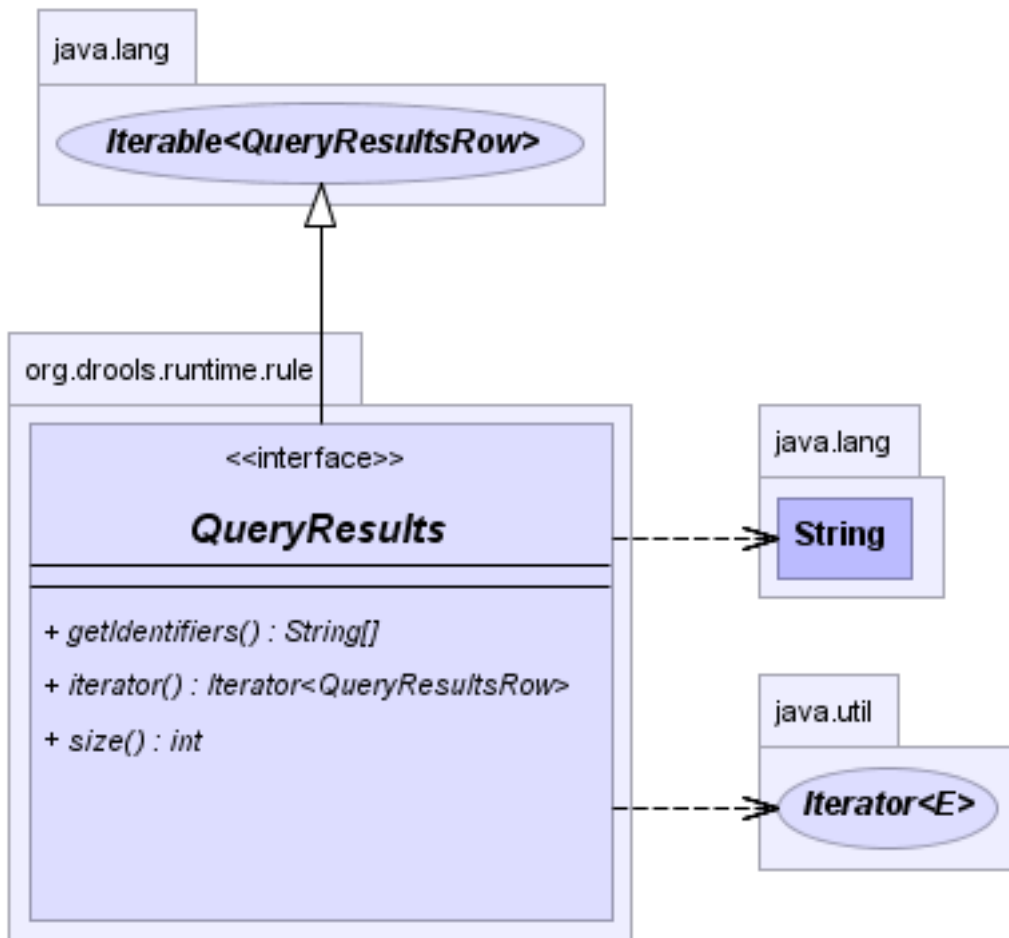 java.lang
Iterable<QueryResultsRow>
org.drools.runtime.rule
<<interface>>
QueryResults
+ getIdentifiers() : String[]
+ iterator() : Iterator<QueryResultsRow>
+ size() : int
java.lang
String
java.util
Iterator<E>